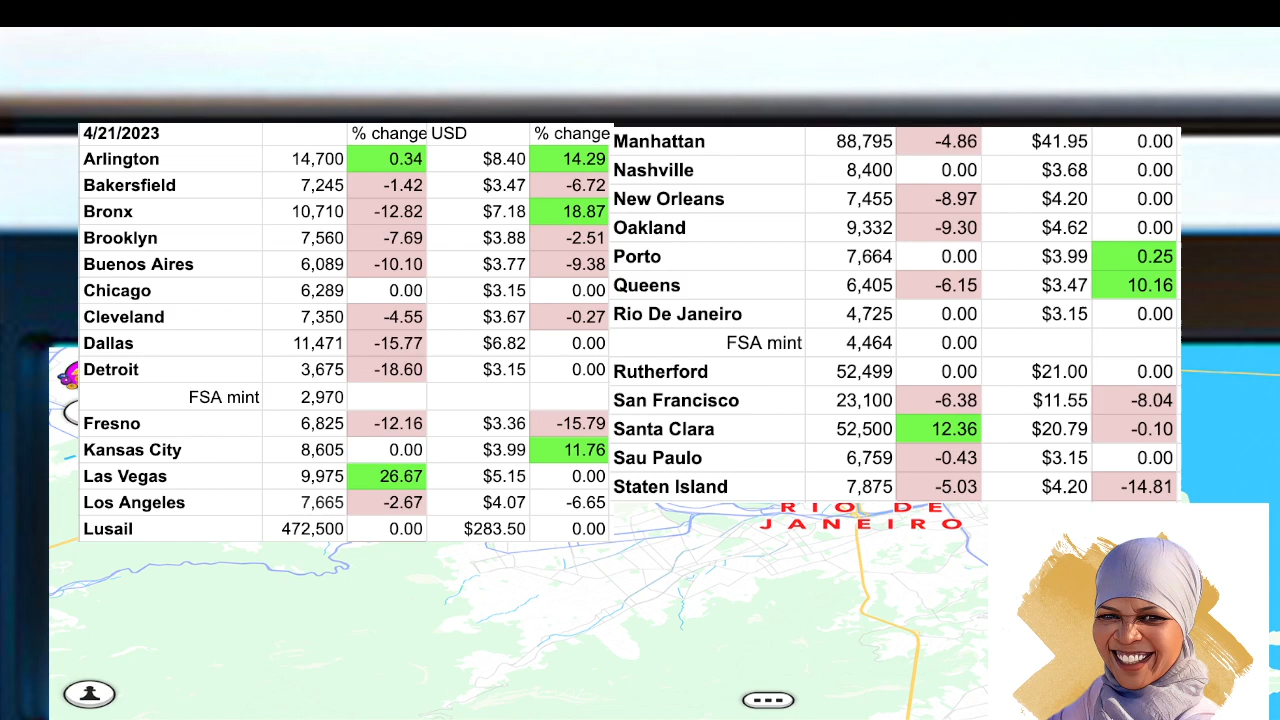 4/21/2023 % change USD % change
Arlington 14,700 0.34 $8.40 14.29
Bakersfield 7,245 -1.42 $3.47 -6.72
Bronx 10,710 -12.82 $7.18 18.87
Brooklyn 7,560 -7.69 $3.88 -2.51
Buenos Aires 6,089 -10.10 $3.77 -9.38
Chicago 6,289 0.00 $3.15 0.00
Cleveland 7,350 -4.55 $3.67 -0.27
Dallas 11,471 -15.77 $6.82 0.00
Detroit 3,675 -18.60 $3.15 0.00
FSA mint 2,970
Fresno 6,825 -12.16 $3.36 -15.79
Kansas City 8,605 0.00 $3.99 11.76
Las Vegas 9,975 26.67 $5.15 0.00
Los Angeles 7,665 -2.67 $4.07 -6.65
Lusail 472,500 0.00 $283.50 0.00
Manhattan 88,795 -4.86 $41.95 0.00
Nashville 8,400 0.00 $3.68 0.00
New Orleans 7,455 -8.97 $4.20 0.00
Oakland 9,332 -9.30 $4.62 0.00
Porto 7,664 0.00 $3.99 0.25
Queens 6,405 -6.15 $3.47 10.16
Rio De Janeiro 4,725 0.00 $3.15 0.00
FSA mint 4,464 0.00
Rutherford 52,499 0.00 $21.00 0.00
San Francisco 23,100 -6.38 $11.55 -8.04
Santa Clara 52,500 12.36 $20.79 -0.10
Sau Paulo 6,759 -0.43 $3.15 0.00
Staten Island 7,875 -5.03 $4.20 -14.81
RIO DE
JANEIRO